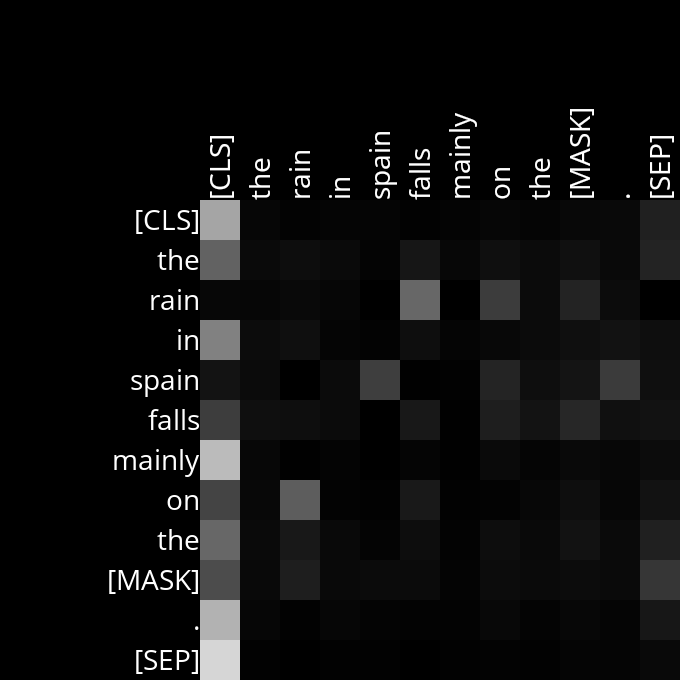 [CLS]
the
rain
in
spain
falls
mainly
on
the
[MASK]
.
[SEP]
[CLS]
the
rain
in
spain
falls
mainly
on
the
[MASK]
.
[SEP]